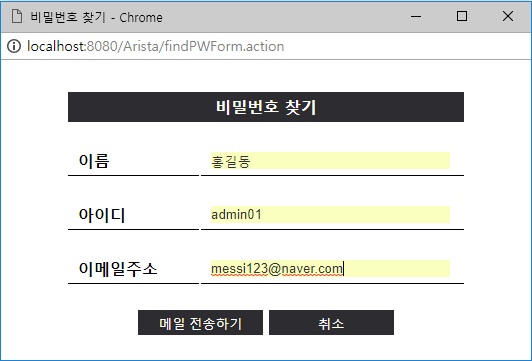 비밀번호 찾기 - Chrome
localhost:8080/Arista/findPWForm.action
비밀번호 찾기
이름 홍길동
아이디 admin01
이메일주소 messi123@naver.com
메일 전송하기 취소